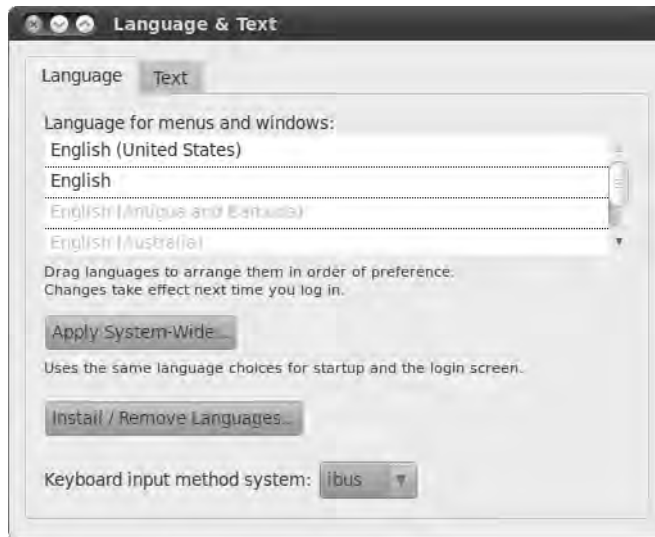 Language & Text
Language Text
Language for menus and windows:
English (United States)
English
English (Antigua and Barbuda)
English (Australia)
Drag languages to arrange them in order of preference.
Changes take effect next time you log in.
Apply System-Wide...
Uses the same language choices for startup and the login screen.
Install / Remove Languages...
Keyboard input method system: ibus